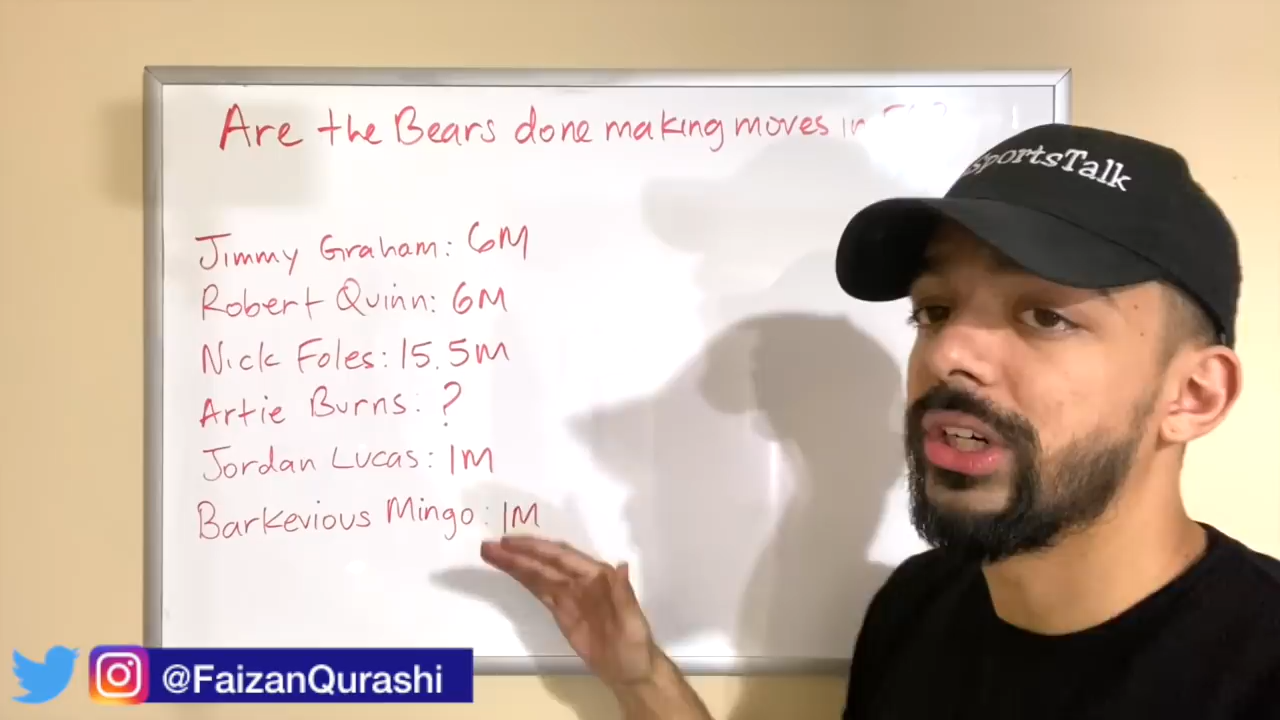 Are the Bears done making moves in
SportsTalk
Jimmy Graham: 6M
Robert Quinn: 6M
Nick Foles: 15.5M
Artie Burns: ?
Jordan Lucas: 1M
Barkevious Mingo: 1M
@FaizanQurashi